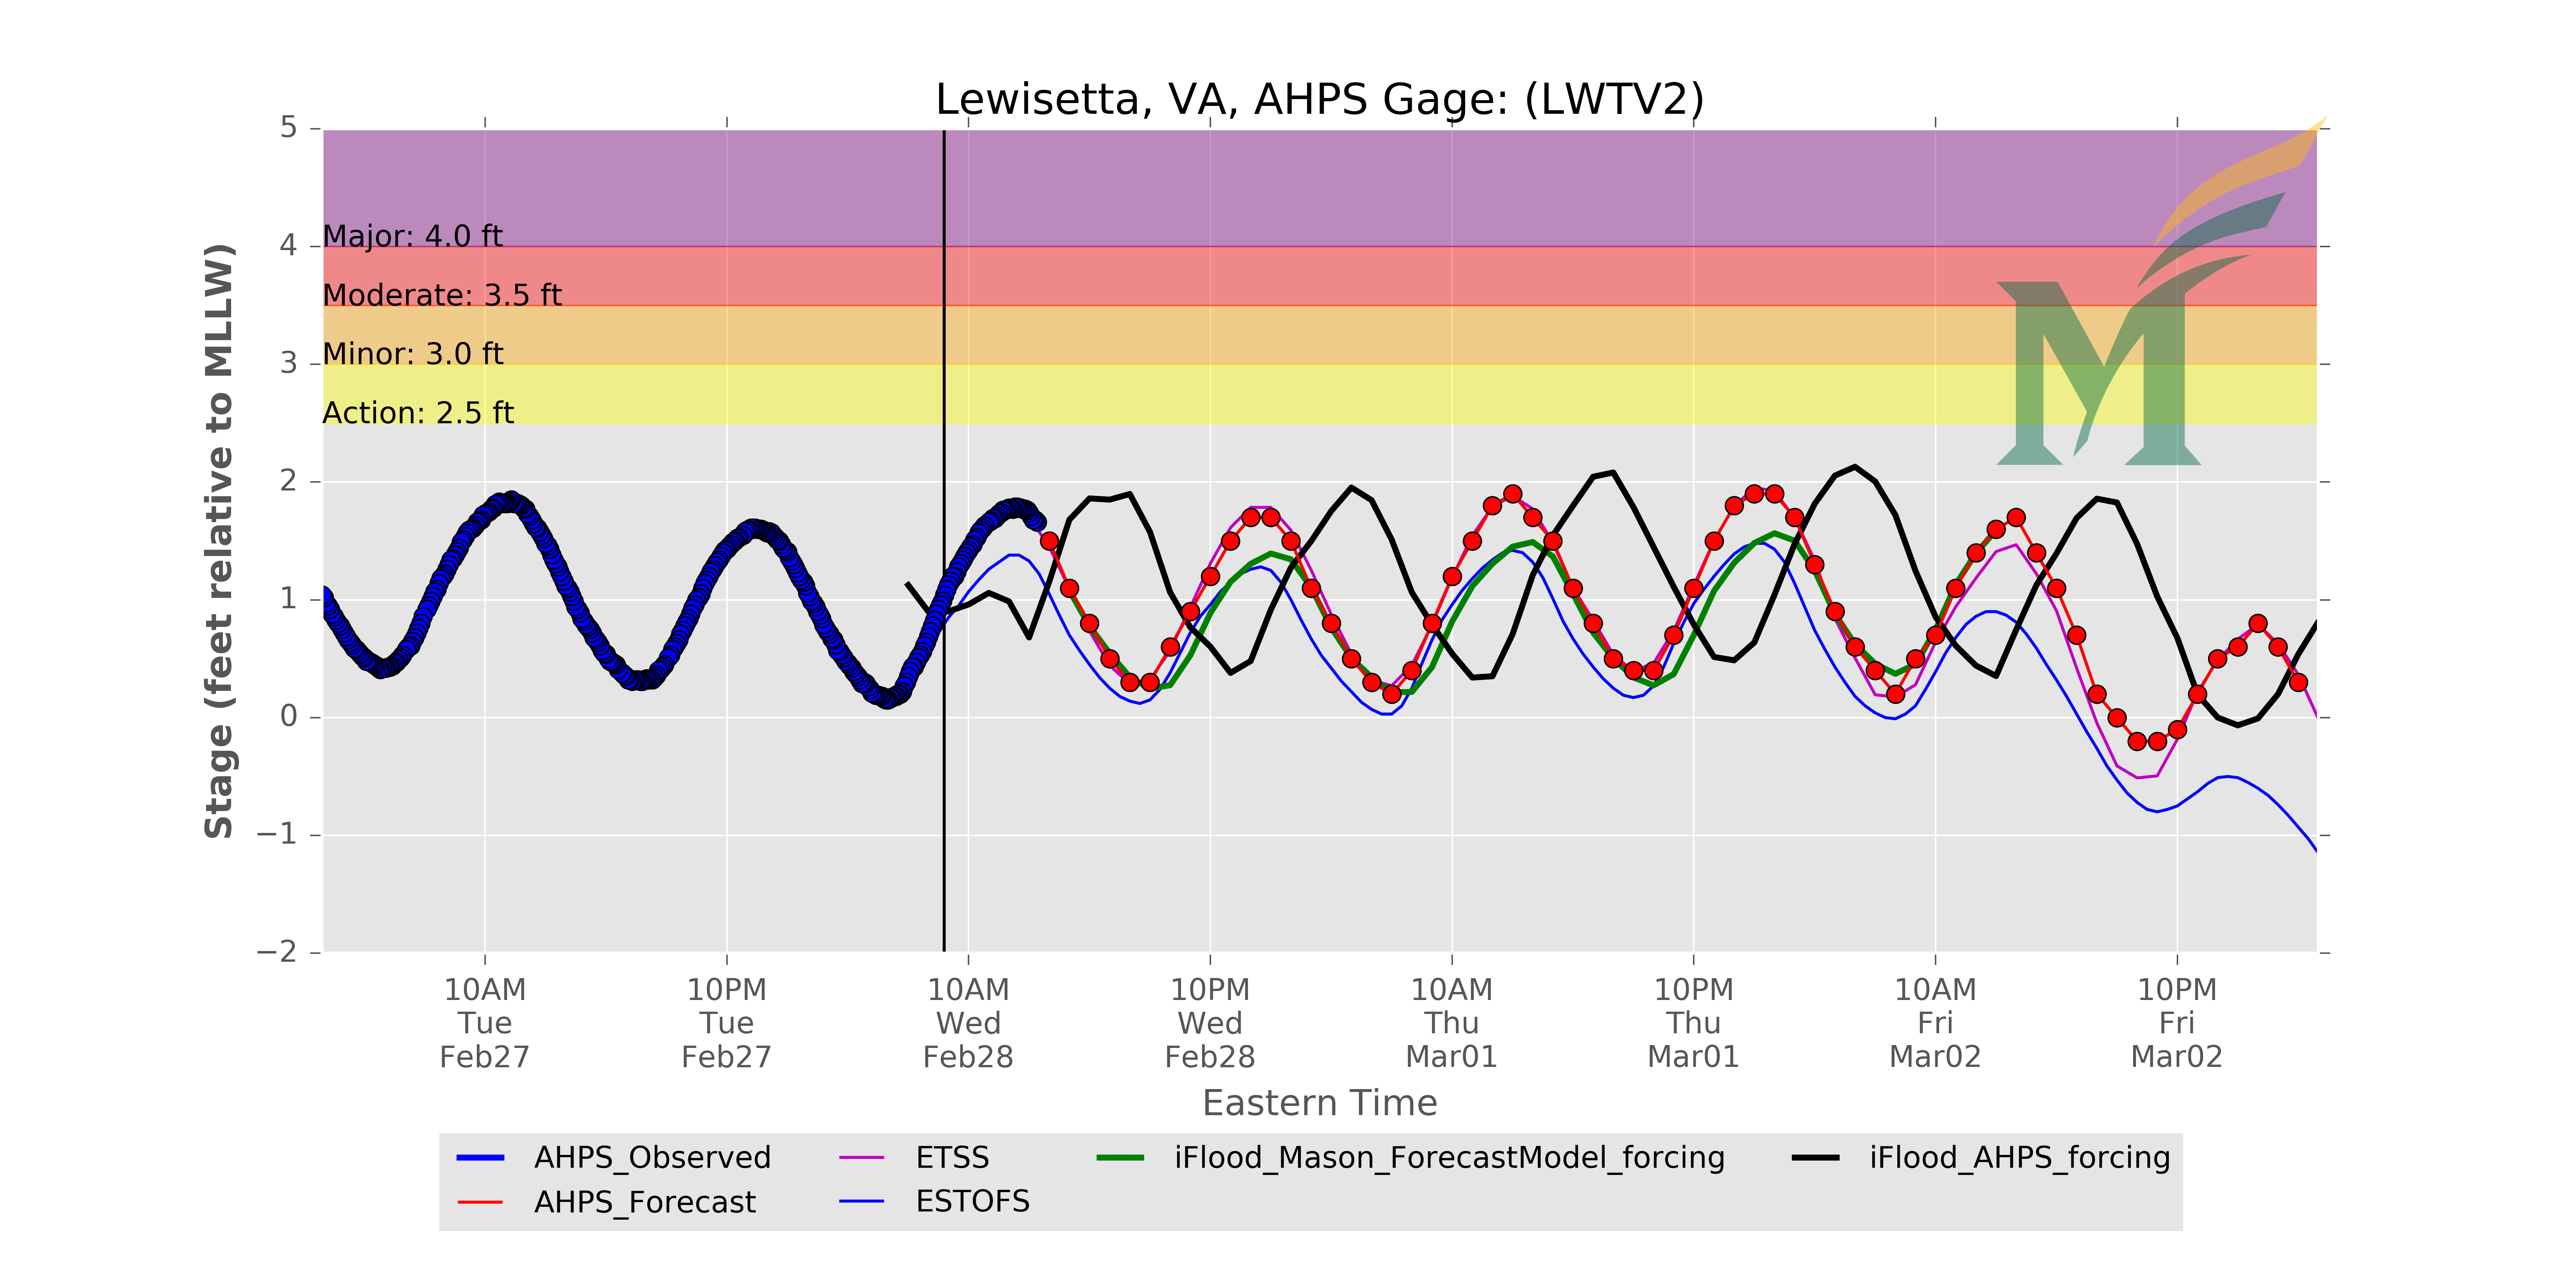 Lewisetta, VA, AHPS Gage: (LWTV2)
Stage (feet relative to MLLW)
5
4
3
2
1
0
−1
−2
Major: 4.0 ft
Moderate: 3.5 ft
Minor: 3.0 ft
Action: 2.5 ft
M
10AM
Tue
Feb27
10PM
Tue
Feb27
10AM
Wed
Feb28
10PM
Wed
Feb28
10AM
Thu
Mar01
10PM
Thu
Mar01
10AM
Fri
Mar02
10PM
Fri
Mar02
Eastern Time
AHPS_Observed
AHPS_Forecast
ETSS
ESTOFS
iFlood_Mason_ForecastModel_forcing
iFlood_AHPS_forcing